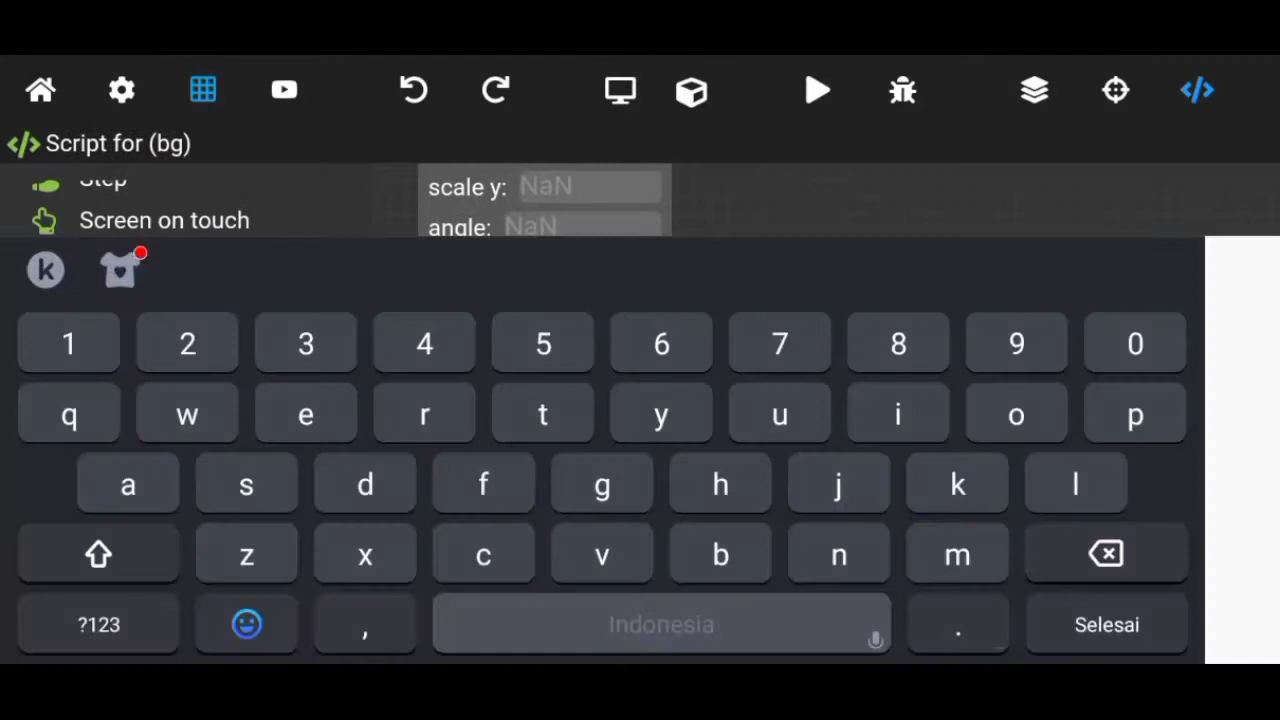 Script for (bg)
Step
Screen on touch
scale y: NaN
angle: NaN
k
1 2 3 4 5 6 7 8 9 0
q w e r t y u i o p
a s d f g h j k l
z x c v b n m
?123 , Indonesia . Selesai